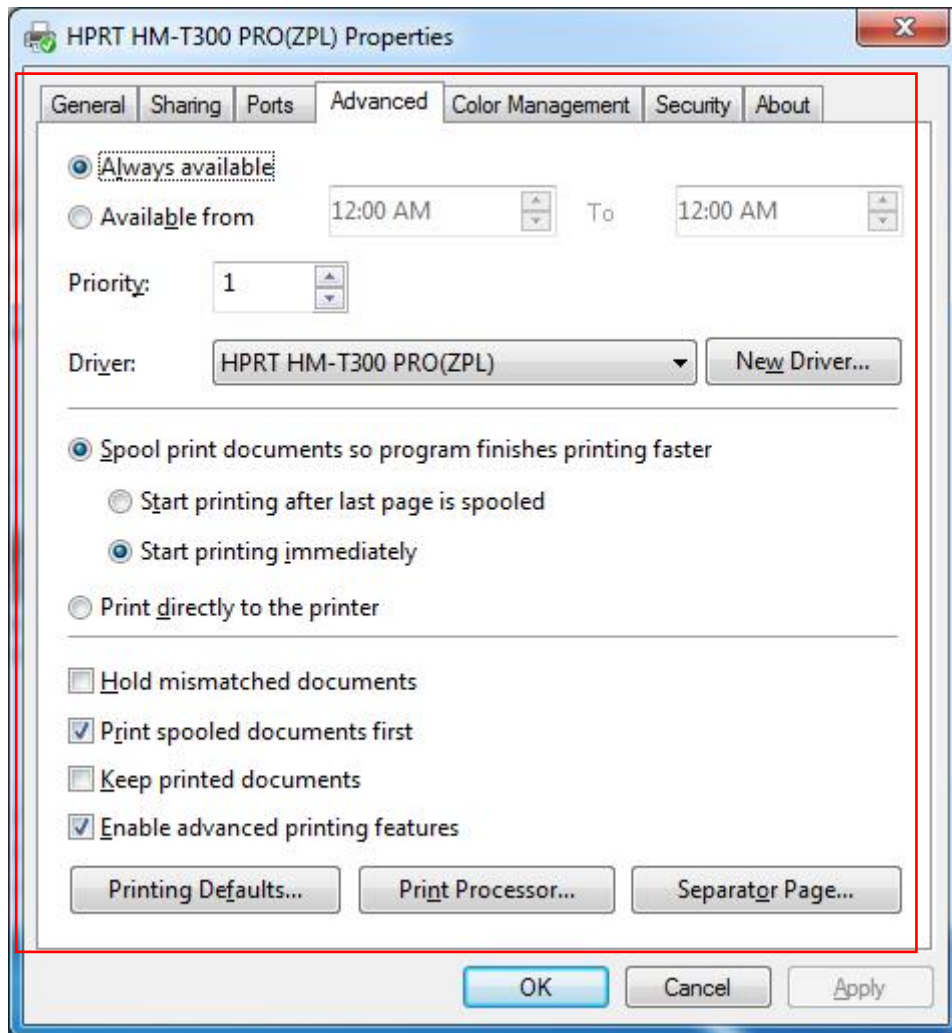 HPRT HM-T300 PRO(ZPL) Properties
General Sharing Ports Advanced Color Management Security About
Always available
Available from 12:00 AM To 12:00 AM
Priority: 1
Driver: HPRT HM-T300 PRO(ZPL) New Driver...
Spool print documents so program finishes printing faster
Start printing after last page is spooled
Start printing immediately
Print directly to the printer
Hold mismatched documents
Print spooled documents first
Keep printed documents
Enable advanced printing features
Printing Defaults... Print Processor... Separator Page...
OK Cancel Apply